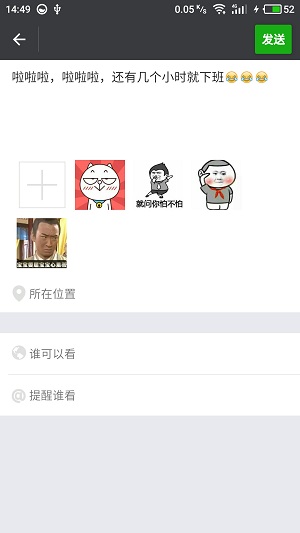 14:49
0.05 K/s
4G
52
发送
啦啦啦，啦啦啦，还有几个小时就下班😂😂😂
就问你怕不怕
所在位置
谁可以看
@ 提醒谁看